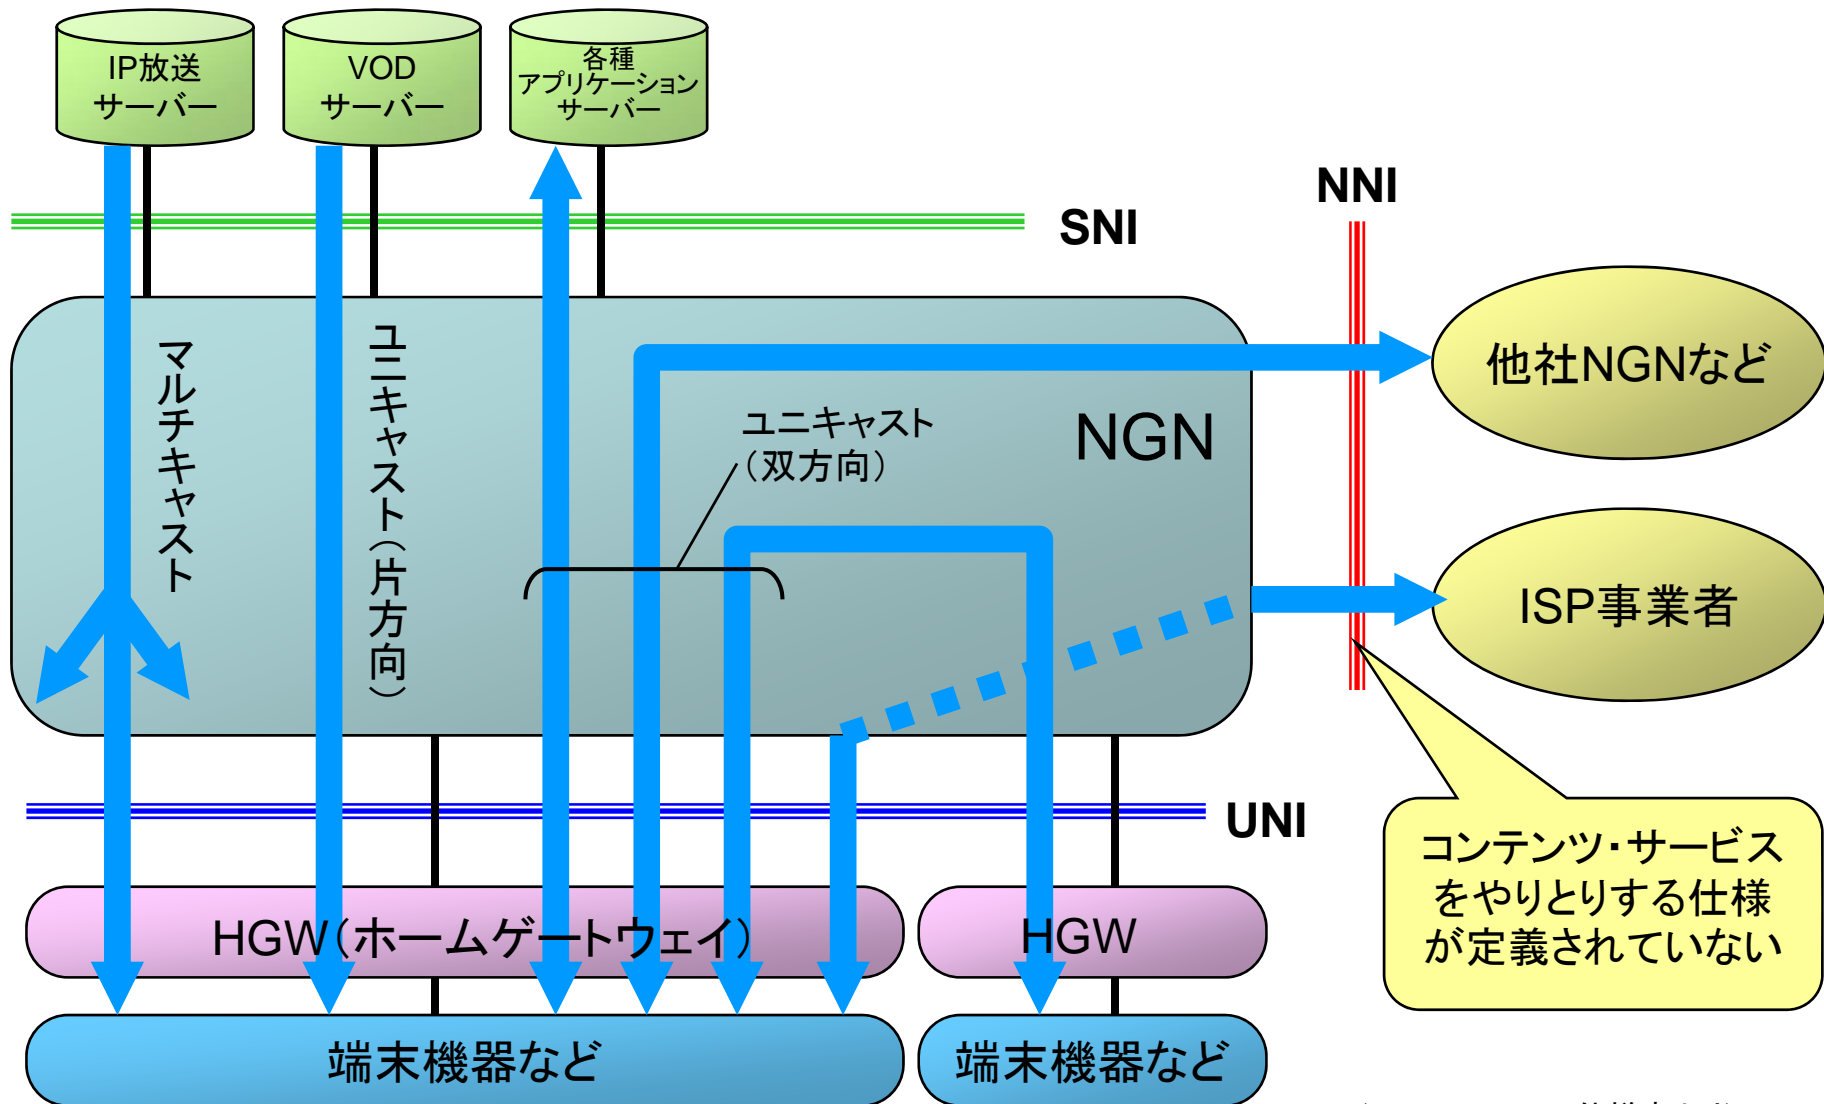 IP放送
サーバー
VOD
サーバー
各種
アプリケーション
サーバー
SNI
NNI
マルチキャスト
ユニキャスト(片方向)
ユニキャスト
(双方向)
NGN
他社NGNなど
ISP事業者
UNI
コンテンツ・サービス
をやりとりする仕様
が定義されていない
HGW(ホームゲートウェイ)
HGW
端末機器など
端末機器など